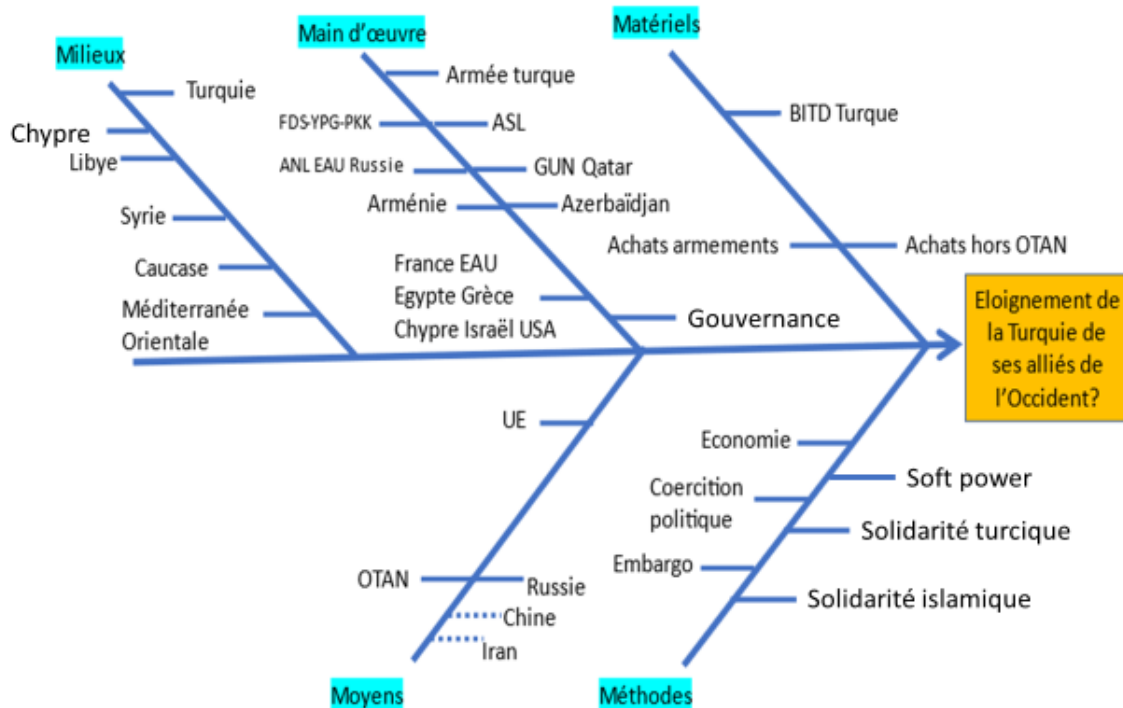 Milieux
Main d’œuvre
Matériels
Turquie
Chypre
Libye
Syrie
Caucase
Méditerranée
Orientale
Armée turque
FDS-YPG-PKK
ASL
ANL EAU Russie
GUN Qatar
Arménie
Azerbaïdjan
France EAU
Egypte Grèce
Chypre Israël USA
Gouvernance
BITD Turque
Achats armements
Achats hors OTAN
Eloignement de
la Turquie de
ses alliés de
l’Occident?
UE
OTAN
Russie
Chine
Iran
Moyens
Economie
Soft power
Coercition
politique
Solidarité turcique
Embargo
Solidarité islamique
Méthodes